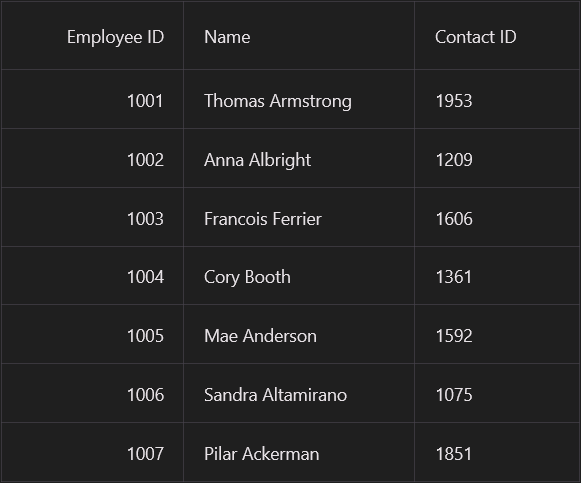 Employee ID Name Contact ID
1001 Thomas Armstrong 1953
1002 Anna Albright 1209
1003 Francois Ferrier 1606
1004 Cory Booth 1361
1005 Mae Anderson 1592
1006 Sandra Altamirano 1075
1007 Pilar Ackerman 1851